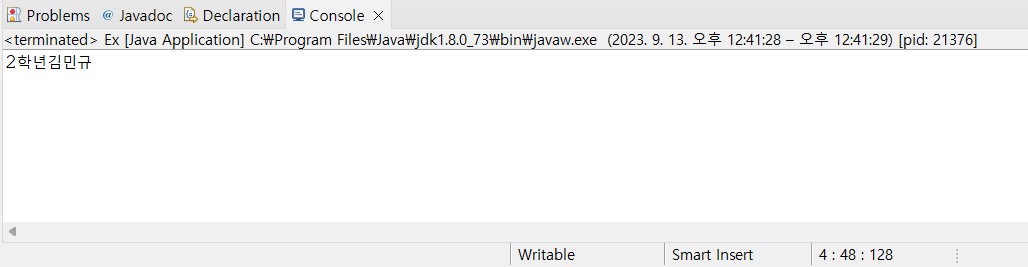 Problems @ Javadoc Declaration Console
<terminated> Ex [Java Application] C:₩Program Files₩Java₩jdk1.8.0_73₩bin₩javaw.exe (2023. 9. 13. 오후 12:41:28 – 오후 12:41:29) [pid: 21376]
2학년김민규
Writable Smart Insert 4 : 48 : 128